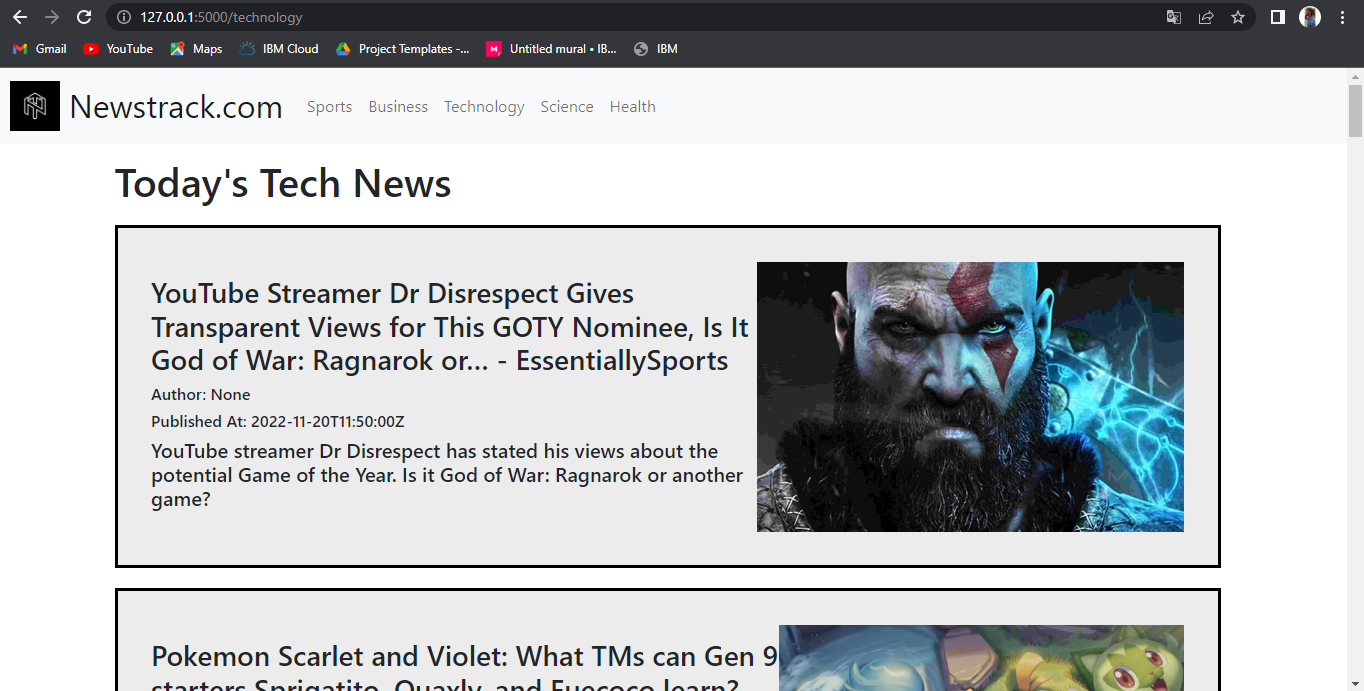 127.0.0.1:5000/technology
Gmail YouTube Maps IBM Cloud Project Templates -... Untitled mural • IB... IBM
Newstrack.com Sports Business Technology Science Health
Today's Tech News
YouTube Streamer Dr Disrespect Gives
Transparent Views for This GOTY Nominee, Is It
God of War: Ragnarok or… - EssentiallySports
Author: None
Published At: 2022-11-20T11:50:00Z
YouTube streamer Dr Disrespect has stated his views about the
potential Game of the Year. Is it God of War: Ragnarok or another
game?
Pokemon Scarlet and Violet: What TMs can Gen 9
starters Sprigatito, Quaxly, and Fuecoco learn?